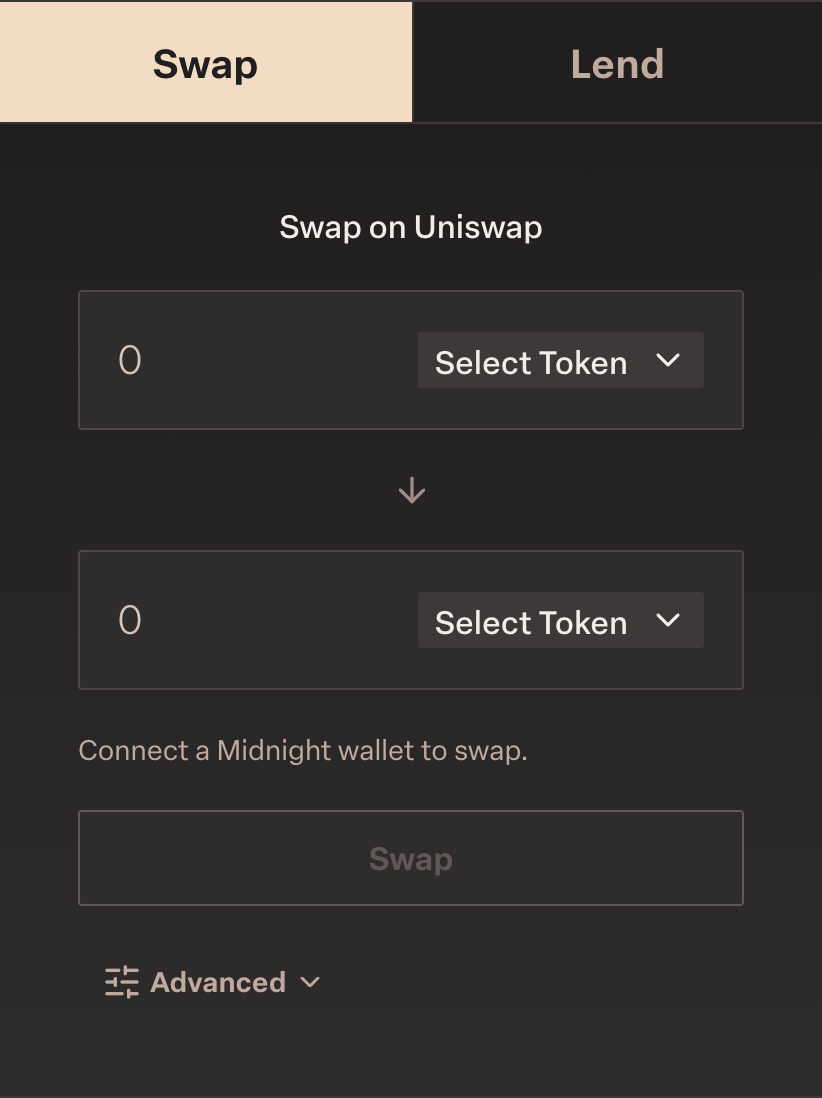 Swap Lend
Swap on Uniswap
0 Select Token
0 Select Token
Connect a Midnight wallet to swap.
Swap
Advanced